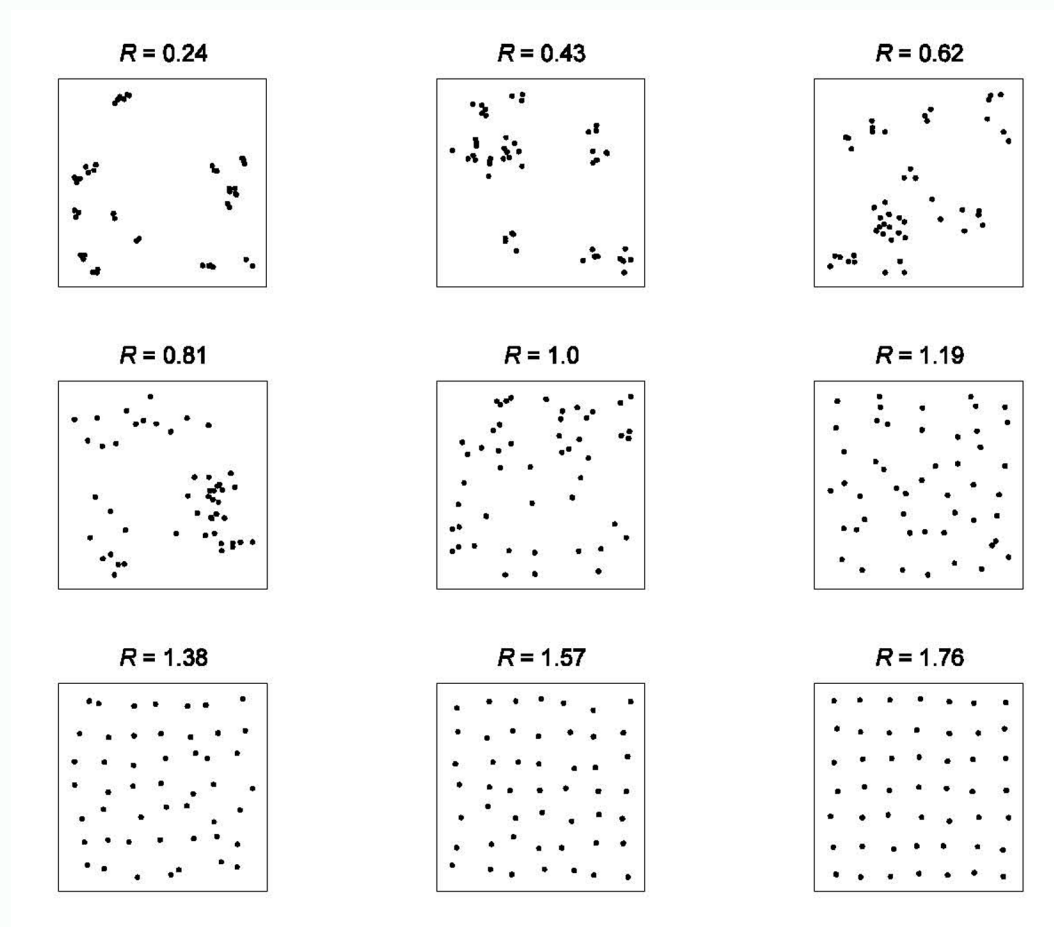 R = 0.24
R = 0.43
R = 0.62
R = 0.81
R = 1.0
R = 1.19
R = 1.38
R = 1.57
R = 1.76